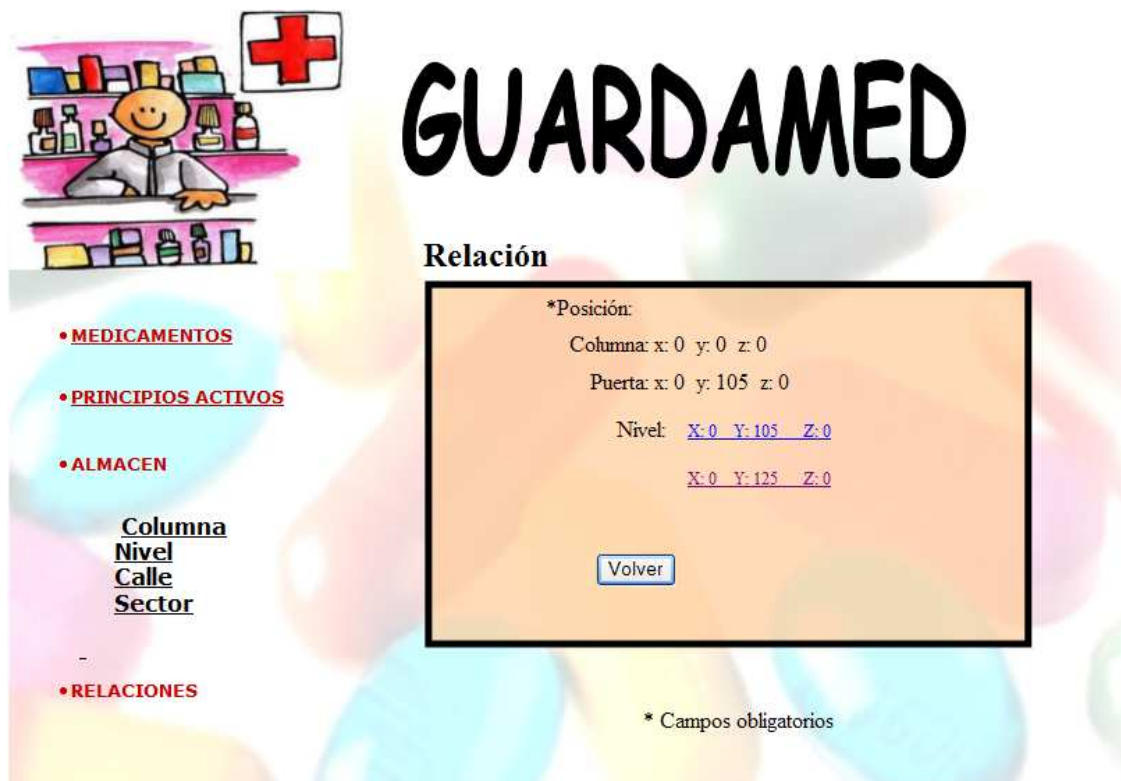 GUARDAMED
Relación
*Posición:
Columna: x: 0 y: 0 z: 0
Puerta: x: 0 y: 105 z: 0
Nivel: X: 0 Y: 105 Z: 0
X: 0 Y: 125 Z: 0
Volver
• MEDICAMENTOS
• PRINCIPIOS ACTIVOS
• ALMACEN
Columna
Nivel
Calle
Sector
-
• RELACIONES
* Campos obligatorios